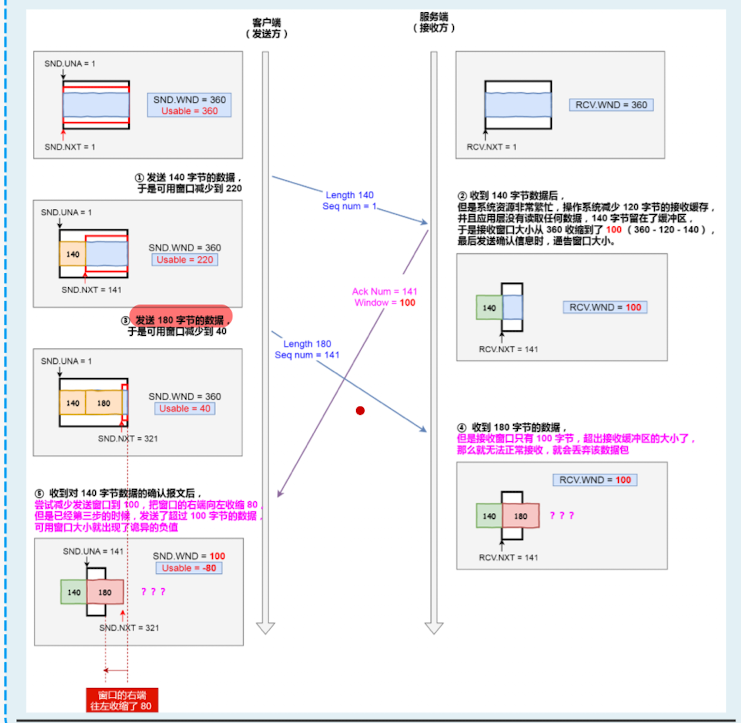 客户端
（发送方）
服务端
（接收方）
SND.UNA = 1
SND.WND = 360
Usable = 360
SND.NXT = 1
RCV.WND = 360
RCV.NXT = 1
① 发送 140 字节的数据，
于是可用窗口减少到 220
Length 140
Seq num = 1
② 收到 140 字节数据后，
但是系统资源非常繁忙，操作系统减少 120 字节的接收缓存，
并且应用层没有读取任何数据，140 字节留在了缓冲区，
于是接收窗口大小从 360 收缩到了 100（360 - 120 - 140），
最后发送确认信息时，通告窗口大小。
SND.UNA = 1
140
SND.WND = 360
Usable = 220
SND.NXT = 141
Ack Num = 141
Window = 100
140
RCV.WND = 100
RCV.NXT = 141
③ 发送 180 字节的数据，
于是可用窗口减少到 40
Length 180
Seq num = 141
SND.UNA = 1
140
180
SND.WND = 360
Usable = 40
SND.NXT = 321
④ 收到 180 字节的数据，
但是接收窗口只有 100 字节，超出接收缓冲区的大小了，
那么就无法正常接收，就会丢弃该数据包
RCV.WND = 100
140
180
？？？
RCV.NXT = 141
⑤ 收到对 140 字节数据的确认报文后，
尝试减少发送窗口到 100，把窗口的右端向左收缩 80，
但是已经第三步的时候，发送了超过 100 字节的数据，
可用窗口大小就出现了诡异的负值
SND.UNA = 141
SND.WND = 100
Usable = -80
140
180
？？？
SND.NXT = 321
窗口的右端
往左收缩了 80